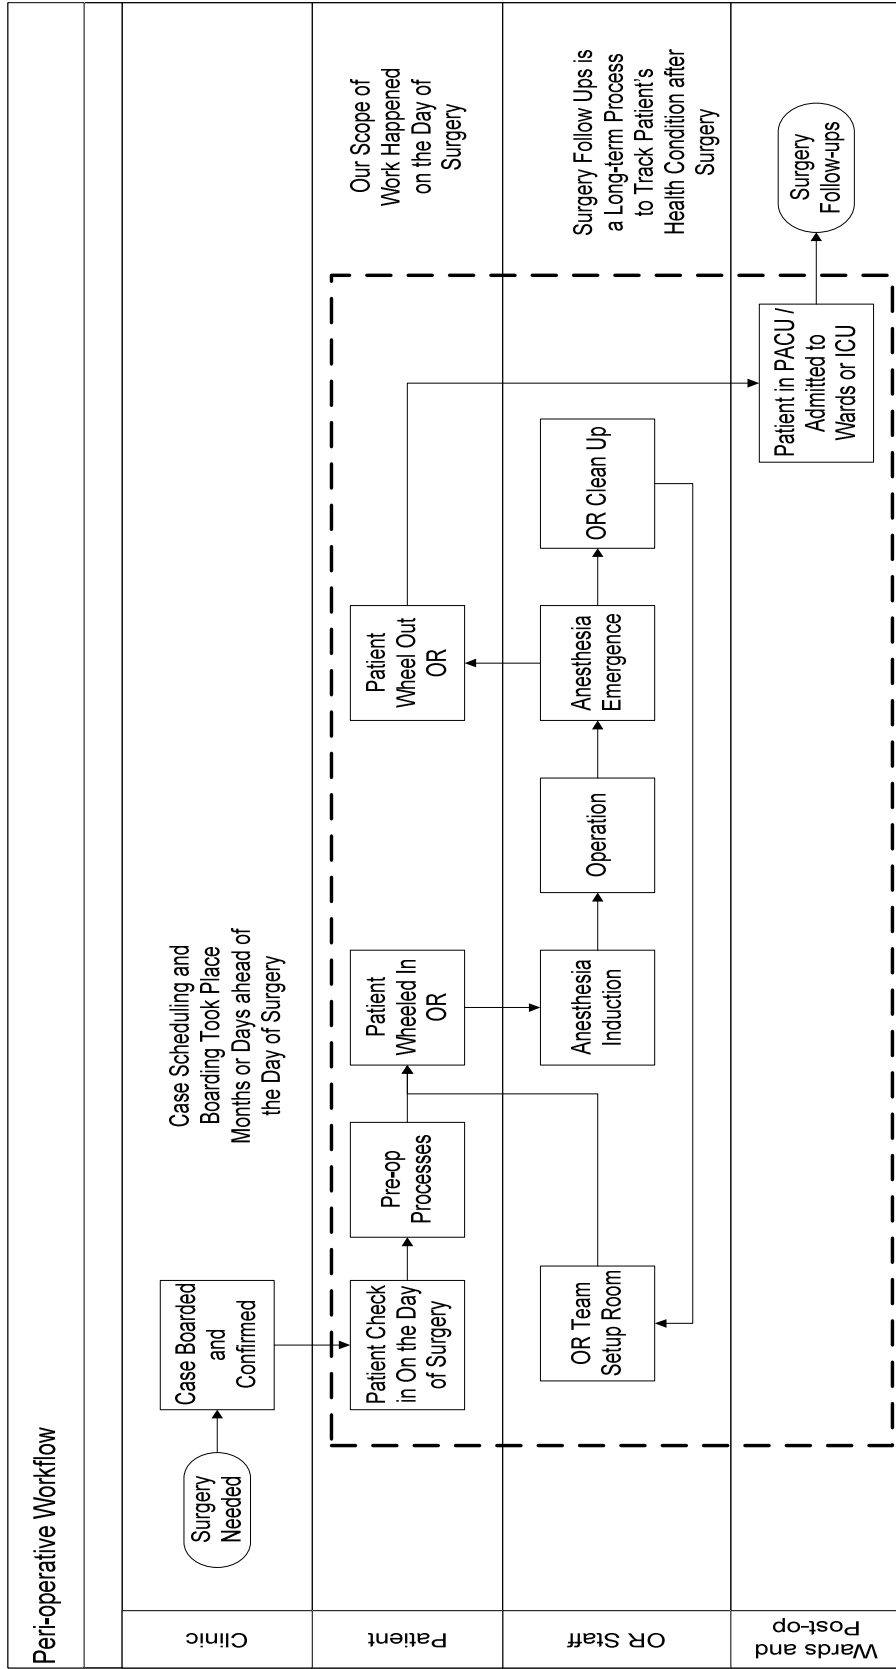 Peri-operative Workflow
Clinic
Surgery
Needed
Case Boarded
and
Confirmed
Case Scheduling and
Boarding Took Place
Months or Days ahead of
the Day of Surgery
Patient
Patient Check
in On the Day
of Surgery
Pre-op
Processes
Patient
Wheeled In
OR
Patient
Wheel Out
OR
Our Scope of
Work Happened
on the Day of
Surgery
OR Staff
OR Team
Setup Room
Anesthesia
Induction
Operation
Anesthesia
Emergence
OR Clean Up
Surgery Follow Ups is
a Long-term Process
to Track Patient's
Health Condition after
Surgery
Wards and
Post-op
Patient in PACU /
Admitted to
Wards or ICU
Surgery
Follow-ups